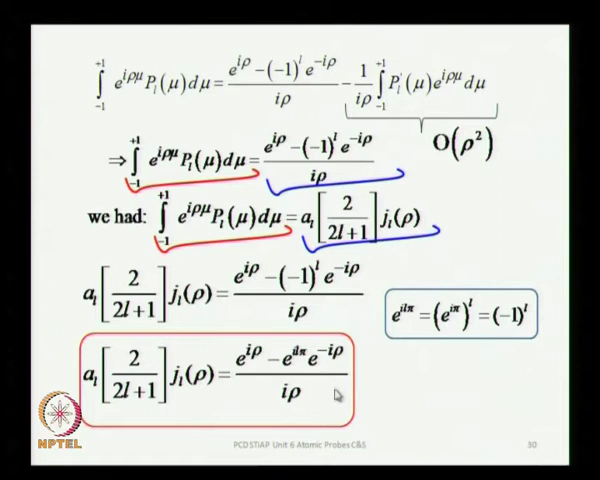 ∫₋₁⁺¹ e^{iρμ} P_l(μ)dμ = (e^{iρ} − (−1)^l e^{−iρ}) / iρ − (1/iρ) ∫₋₁⁺¹ P_l'(μ)e^{iρμ}dμ
O(ρ²)
⇒ ∫₋₁⁺¹ e^{iρμ} P_l(μ)dμ = (e^{iρ} − (−1)^l e^{−iρ}) / iρ
we had: ∫₋₁⁺¹ e^{iρμ} P_l(μ)dμ = a_l [2 / 2l+1] j_l(ρ)
a_l [2 / 2l+1] j_l(ρ) = (e^{iρ} − (−1)^l e^{−iρ}) / iρ
e^{ilπ} = (e^{iπ})^l = (−1)^l
a_l [2 / 2l+1] j_l(ρ) = (e^{iρ} − e^{ilπ} e^{−iρ}) / iρ
NPTEL
PCD STiAP Unit 6 Atomic Probes C&S
30